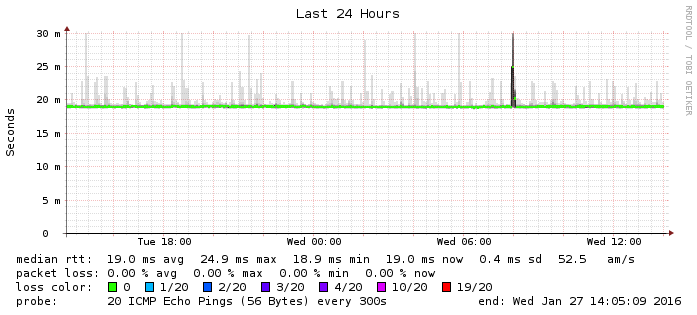 Last 24 Hours
30 m
25 m
20 m
15 m
10 m
5 m
0
Seconds
Tue 18:00 Wed 00:00 Wed 06:00 Wed 12:00
RRDTOOL / TOBI OETIKER
median rtt: 19.0 ms avg 24.9 ms max 18.9 ms min 19.0 ms now 0.4 ms sd 52.5 am/s
packet loss: 0.00 % avg 0.00 % max 0.00 % min 0.00 % now
loss color: 0 1/20 2/20 3/20 4/20 10/20 19/20
probe: 20 ICMP Echo Pings (56 Bytes) every 300s end: Wed Jan 27 14:05:09 2016